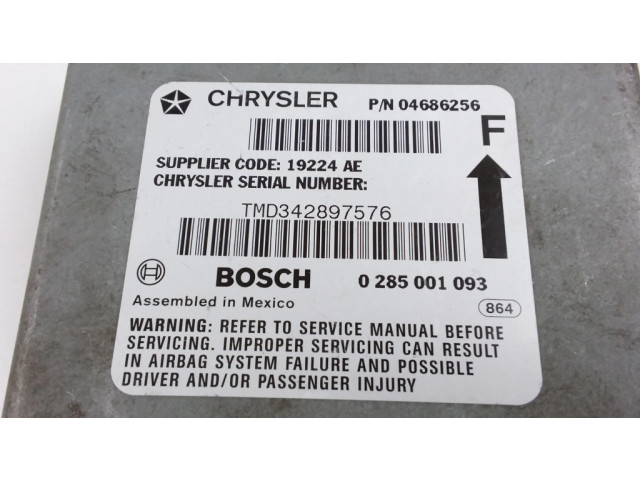 CHRYSLER P/N 04686256
F
SUPPLIER CODE: 19224 AE
CHRYSLER SERIAL NUMBER:
TMD342897576
BOSCH 0 285 001 093
Assembled in Mexico 864
WARNING: REFER TO SERVICE MANUAL BEFORE
SERVICING. IMPROPER SERVICING CAN RESULT
IN AIRBAG SYSTEM FAILURE AND POSSIBLE
DRIVER AND/OR PASSENGER INJURY